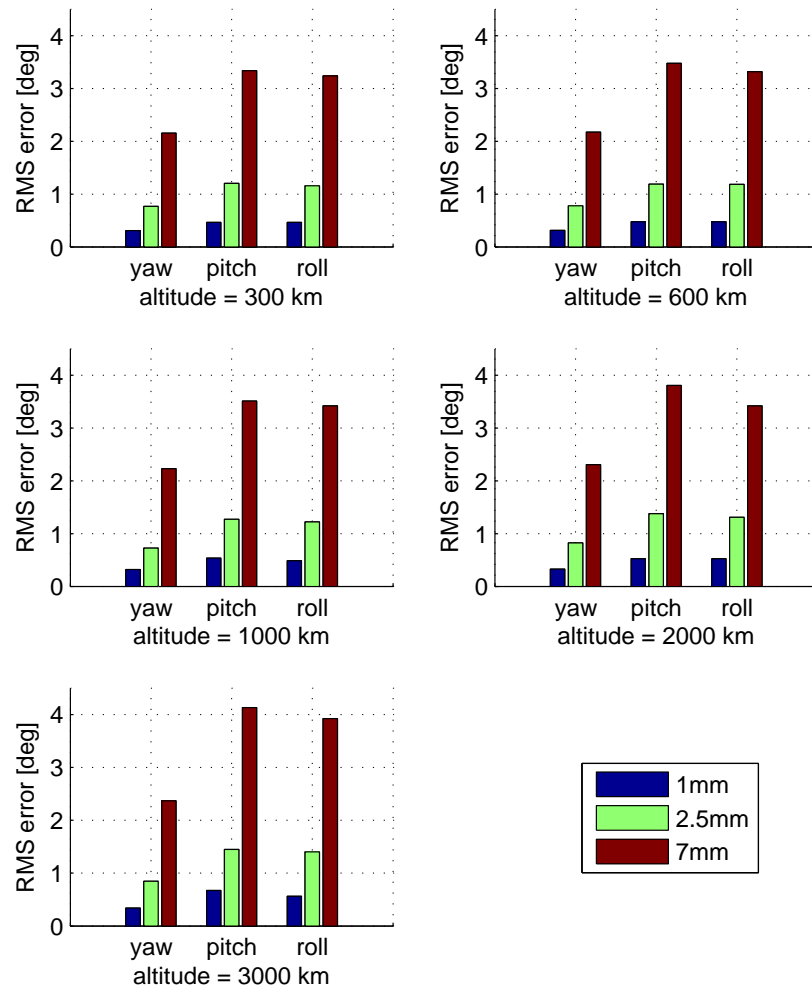 4
3
2
1
0
RMS error [deg]
yaw pitch roll
altitude = 300 km
4
3
2
1
0
RMS error [deg]
yaw pitch roll
altitude = 600 km
4
3
2
1
0
RMS error [deg]
yaw pitch roll
altitude = 1000 km
4
3
2
1
0
RMS error [deg]
yaw pitch roll
altitude = 2000 km
4
3
2
1
0
RMS error [deg]
yaw pitch roll
altitude = 3000 km
1mm
2.5mm
7mm